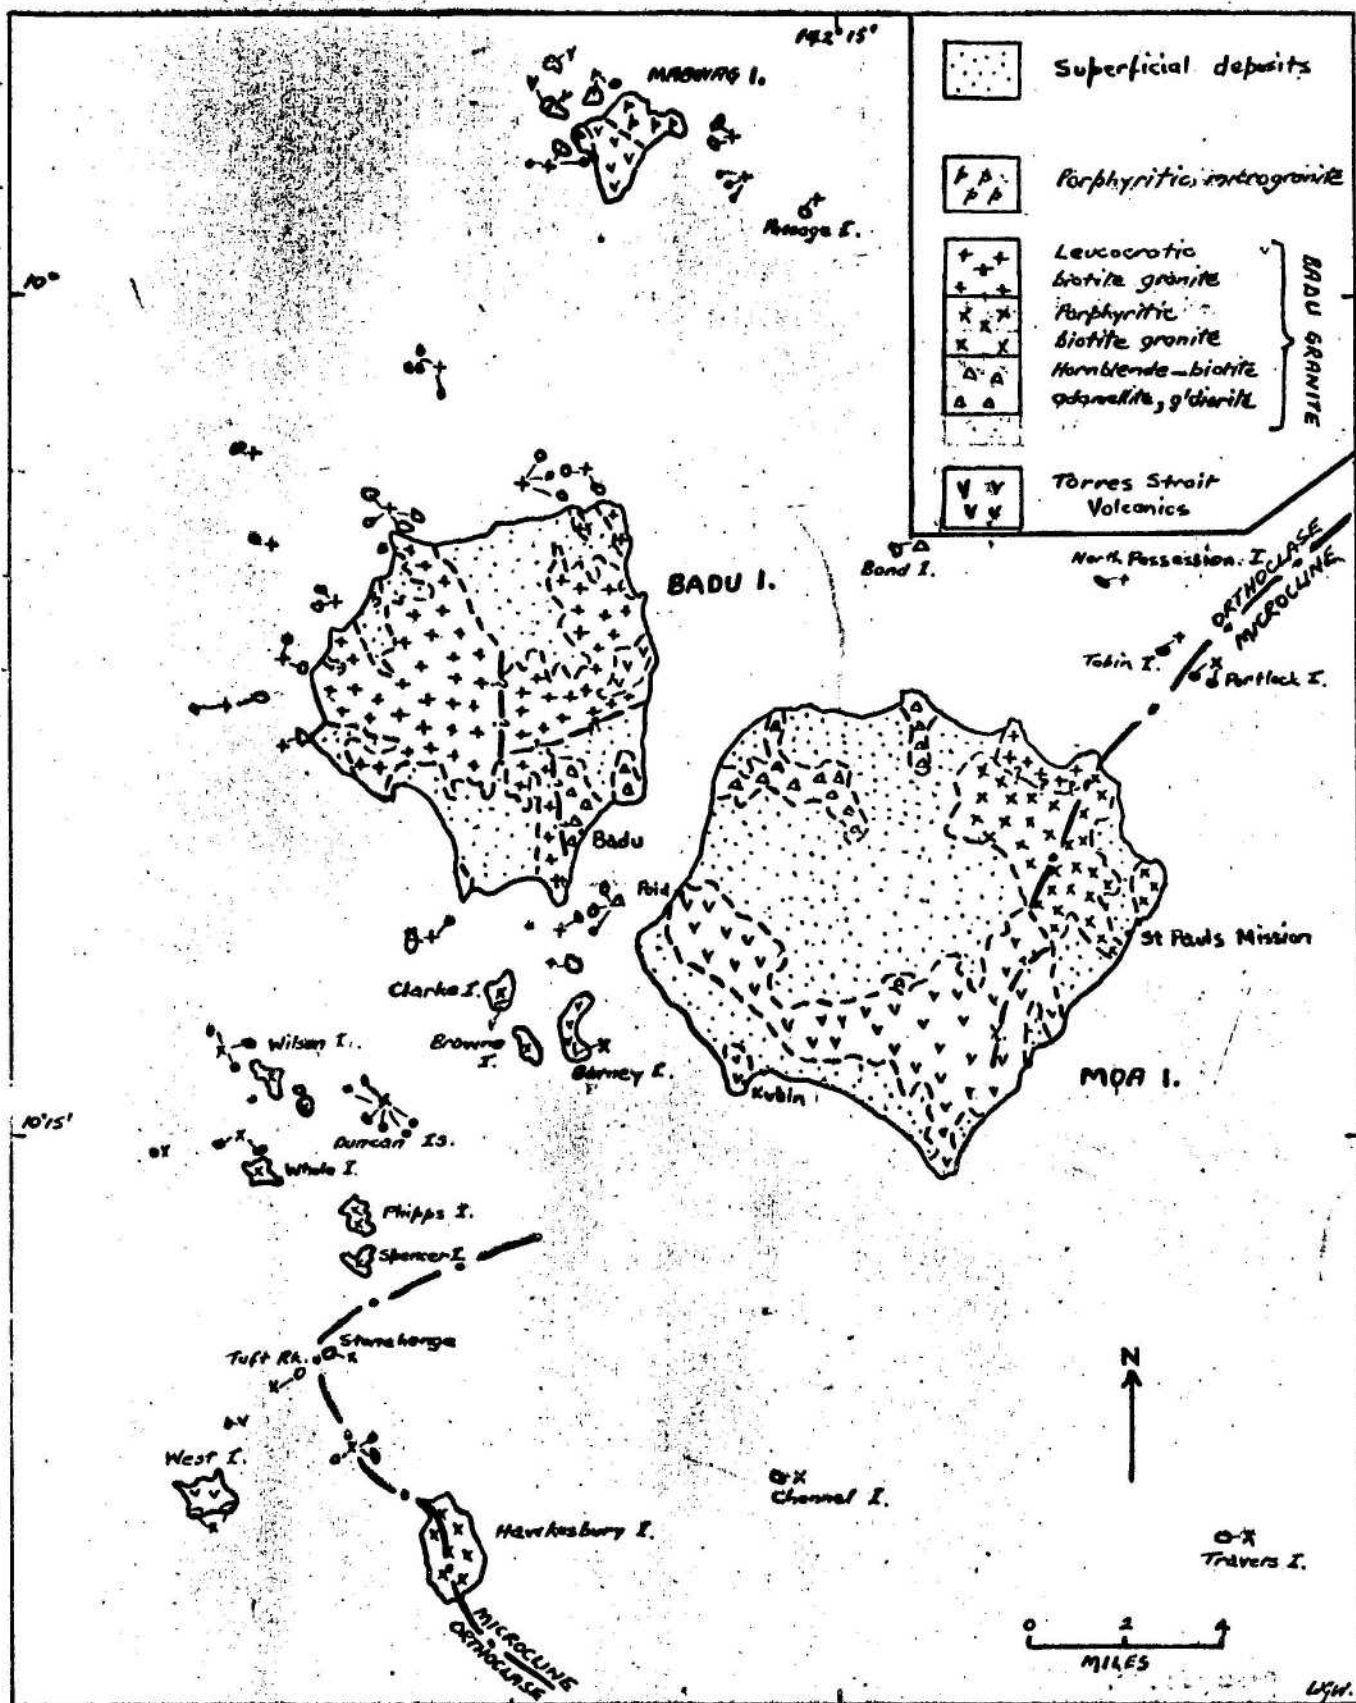 142° 15'
MABUAG I.
Passage I.
10°
Superficial deposits
Porphyritic microgranite
Leucocratic
biotite granite
Porphyritic
biotite granite
Hornblende-biotite
adamellite, g'diorite
BADU GRANITE
Torres Strait
Volcanics
Bond I.
North Possession I.
ORTHOCLASE
MICROCLINE
Tobin I.
Portlock I.
BADU I.
Badu
Poid
St Pauls Mission
Clarke I.
Browne
I.
Barney I.
Wilson I.
MOA I.
Kubin
10°15'
Duncan Is.
Whale I.
Phipps I.
Spencer I
Stonehenge
Tuft Rk.
West I.
N
Channel I.
Hawkesbury I.
Travers I.
MICROCLINE
ORTHOCLASE
0 2 4
MILES